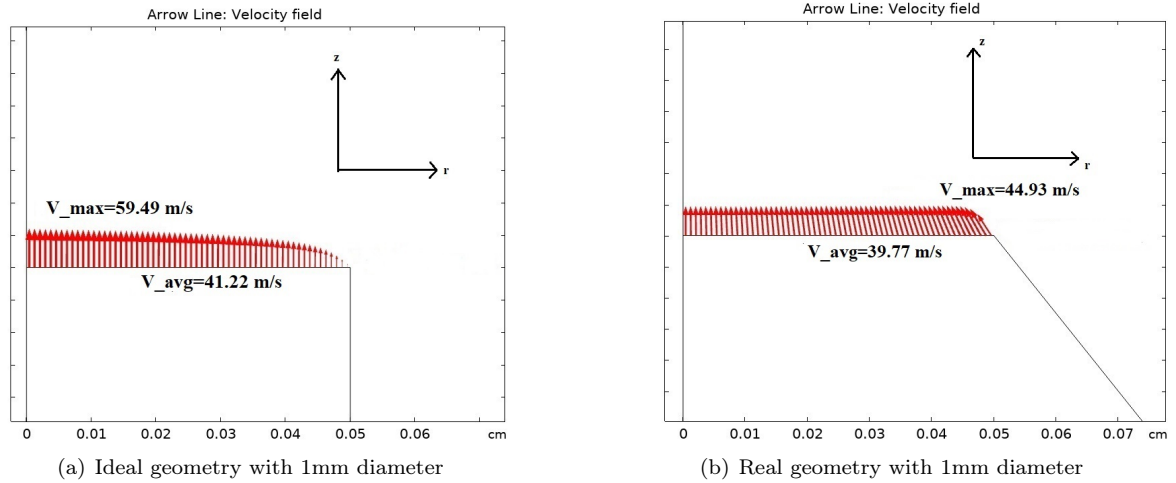 Arrow Line: Velocity field
z
r
V_max=59.49 m/s
V_avg=41.22 m/s
0 0.01 0.02 0.03 0.04 0.05 0.06 cm
(a) Ideal geometry with 1mm diameter
Arrow Line: Velocity field
z
r
V_max=44.93 m/s
V_avg=39.77 m/s
0 0.01 0.02 0.03 0.04 0.05 0.06 0.07 cm
(b) Real geometry with 1mm diameter